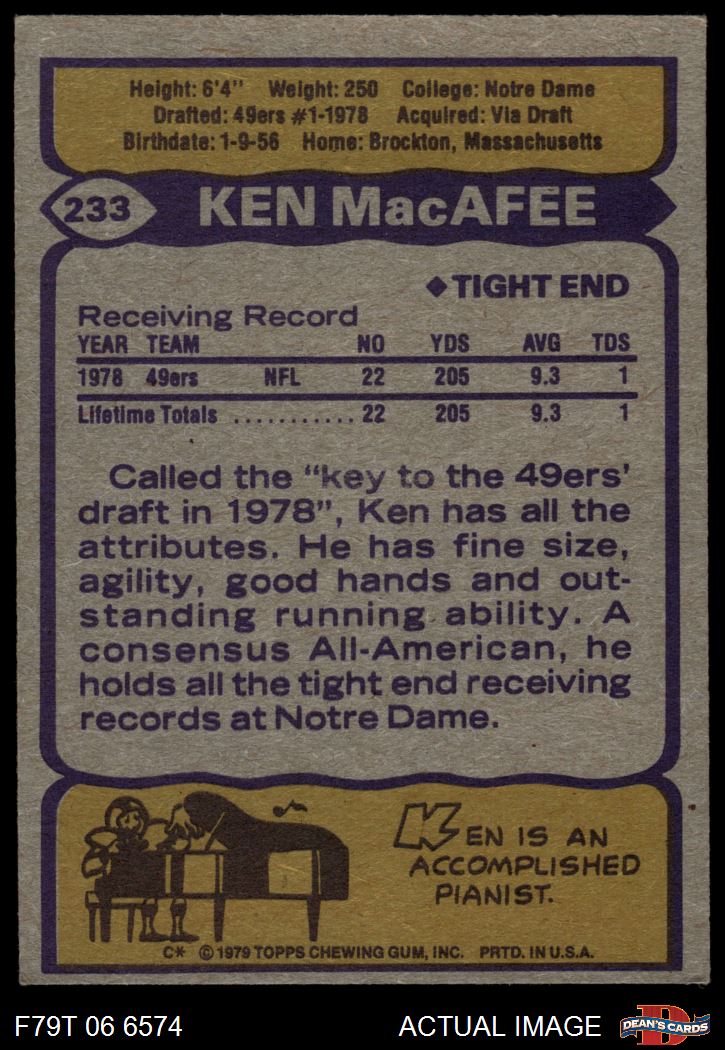 Height: 6'4" Weight: 250 College: Notre Dame
Drafted: 49ers #1-1978 Acquired: Via Draft
Birthdate: 1-9-56 Home: Brockton, Massachusetts
233 KEN MacAFEE
◆TIGHT END
Receiving Record
YEAR TEAM NO YDS AVG TDS
1978 49ers NFL 22 205 9.3 1
Lifetime Totals ........... 22 205 9.3 1
Called the "key to the 49ers'
draft in 1978", Ken has all the
attributes. He has fine size,
agility, good hands and out-
standing running ability. A
consensus All-American, he
holds all the tight end receiving
records at Notre Dame.
KEN IS AN
ACCOMPLISHED
PIANIST.
C* © 1979 TOPPS CHEWING GUM, INC. PRTD. IN U.S.A.
F79T 06 6574 ACTUAL IMAGE D DEAN'S CARDS